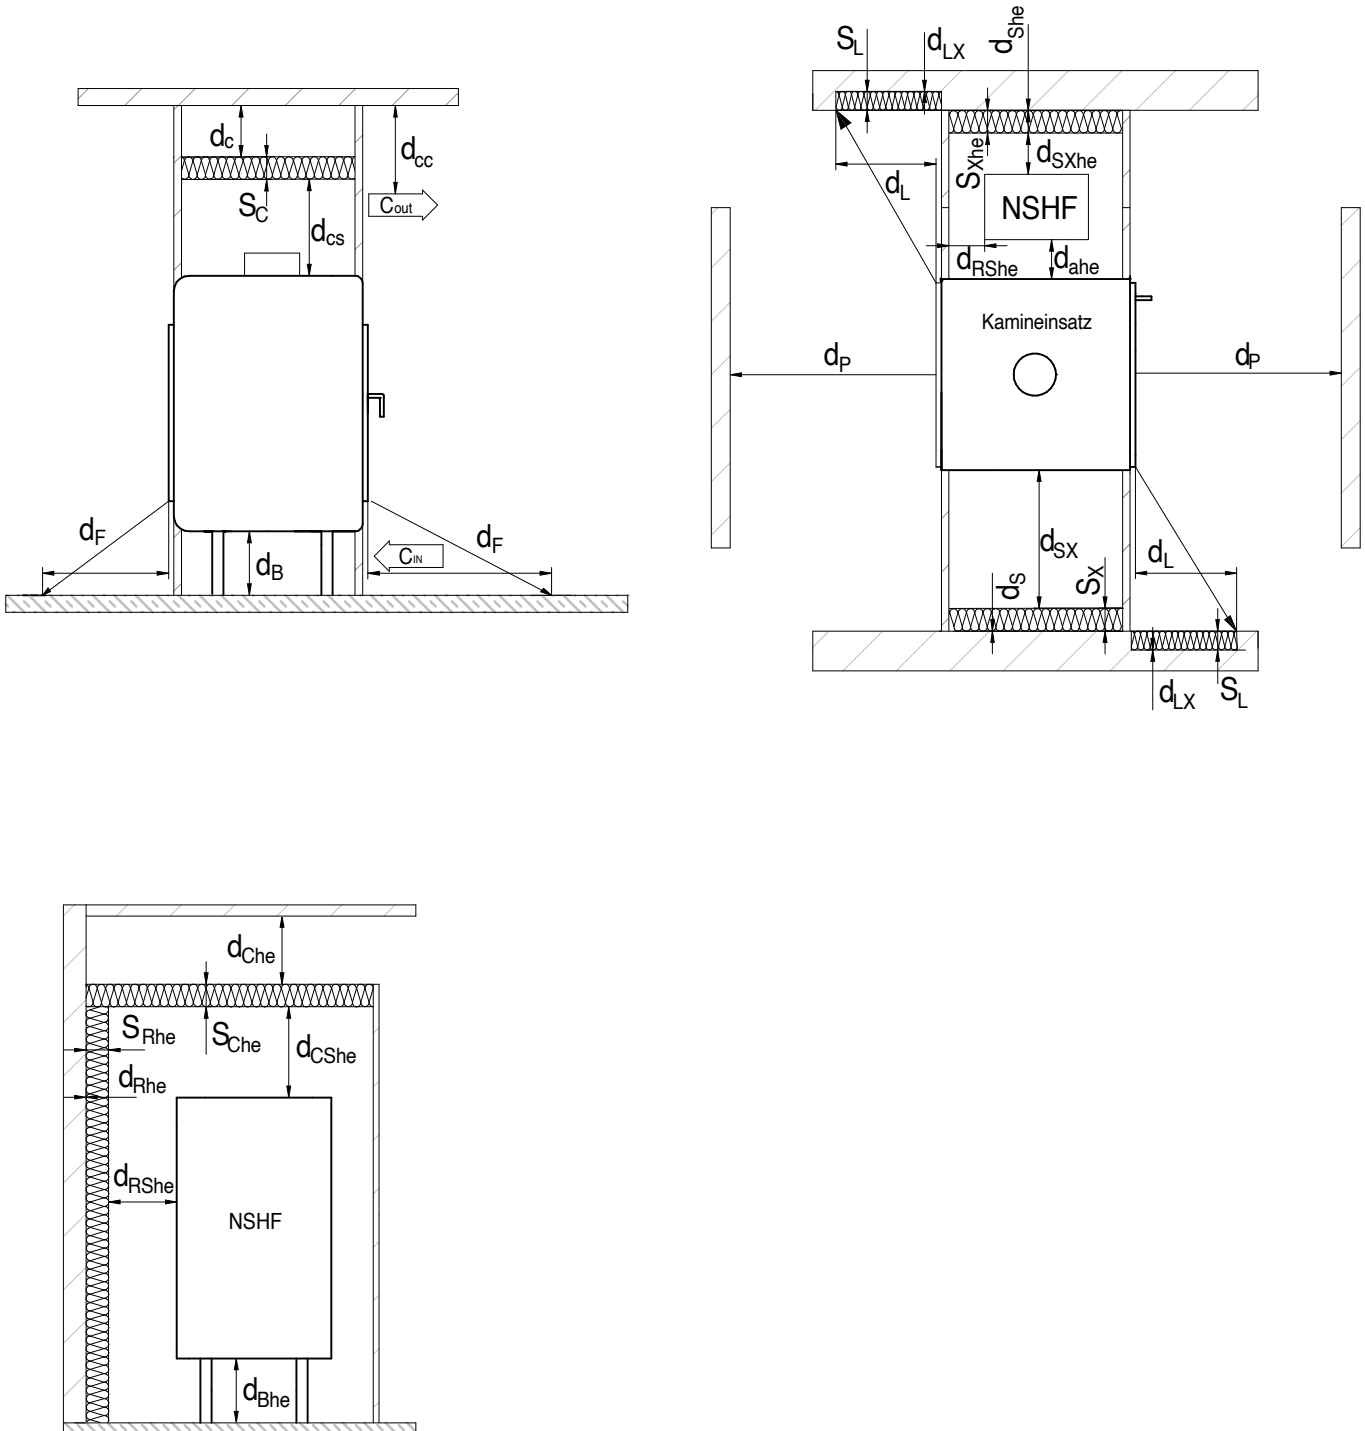 dc
SC
dcs
dcc
Cout
dF
dB
CIN
dF
SL
dLX
dShe
SXhe
dSXhe
dL
NSHF
dRShe
dahe
Kamineinsatz
dP
dP
dSX
dS
SX
dL
dLX
SL
dChe
SRhe
SChe
dCShe
dRhe
dRShe
NSHF
dBhe